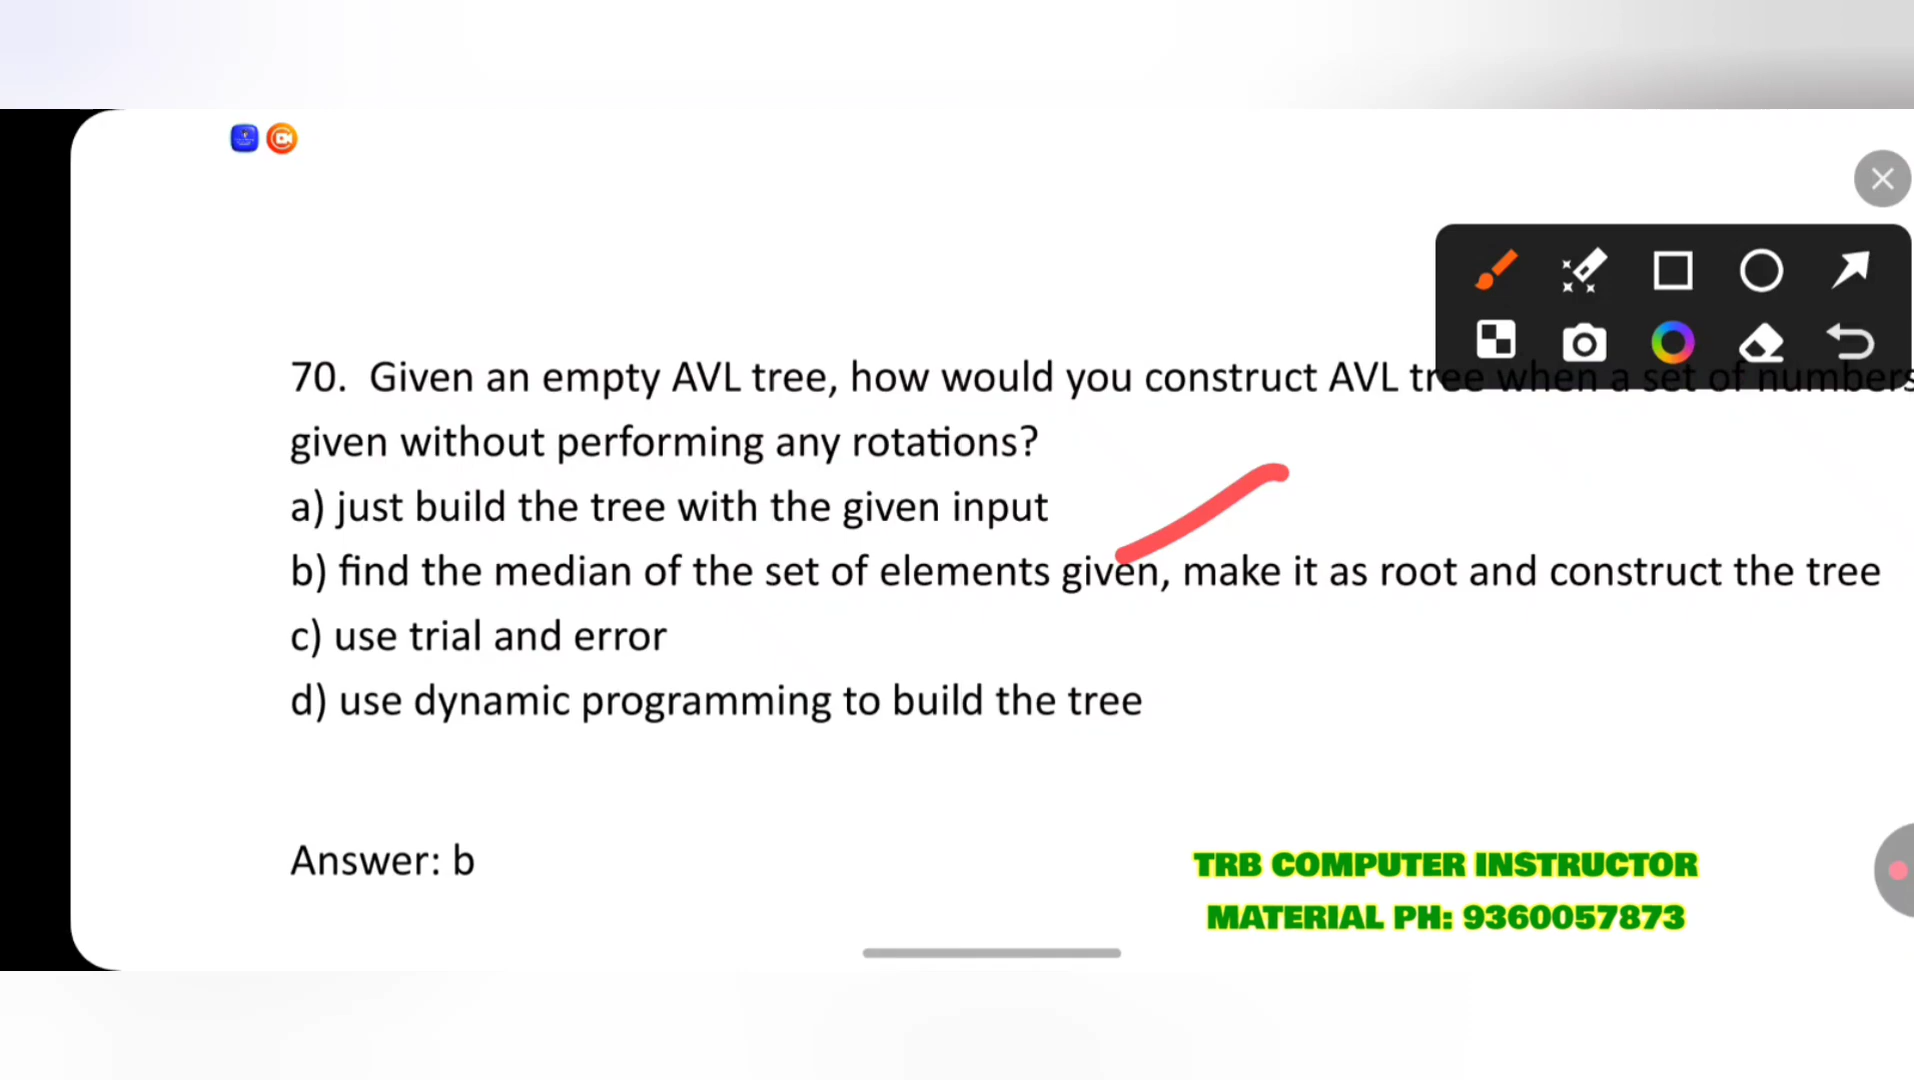 70. Given an empty AVL tree, how would you construct AVL tree when a set of numbers
given without performing any rotations?
a) just build the tree with the given input
b) find the median of the set of elements given, make it as root and construct the tree
c) use trial and error
d) use dynamic programming to build the tree
Answer: b
TRB COMPUTER INSTRUCTOR
MATERIAL PH: 9360057873